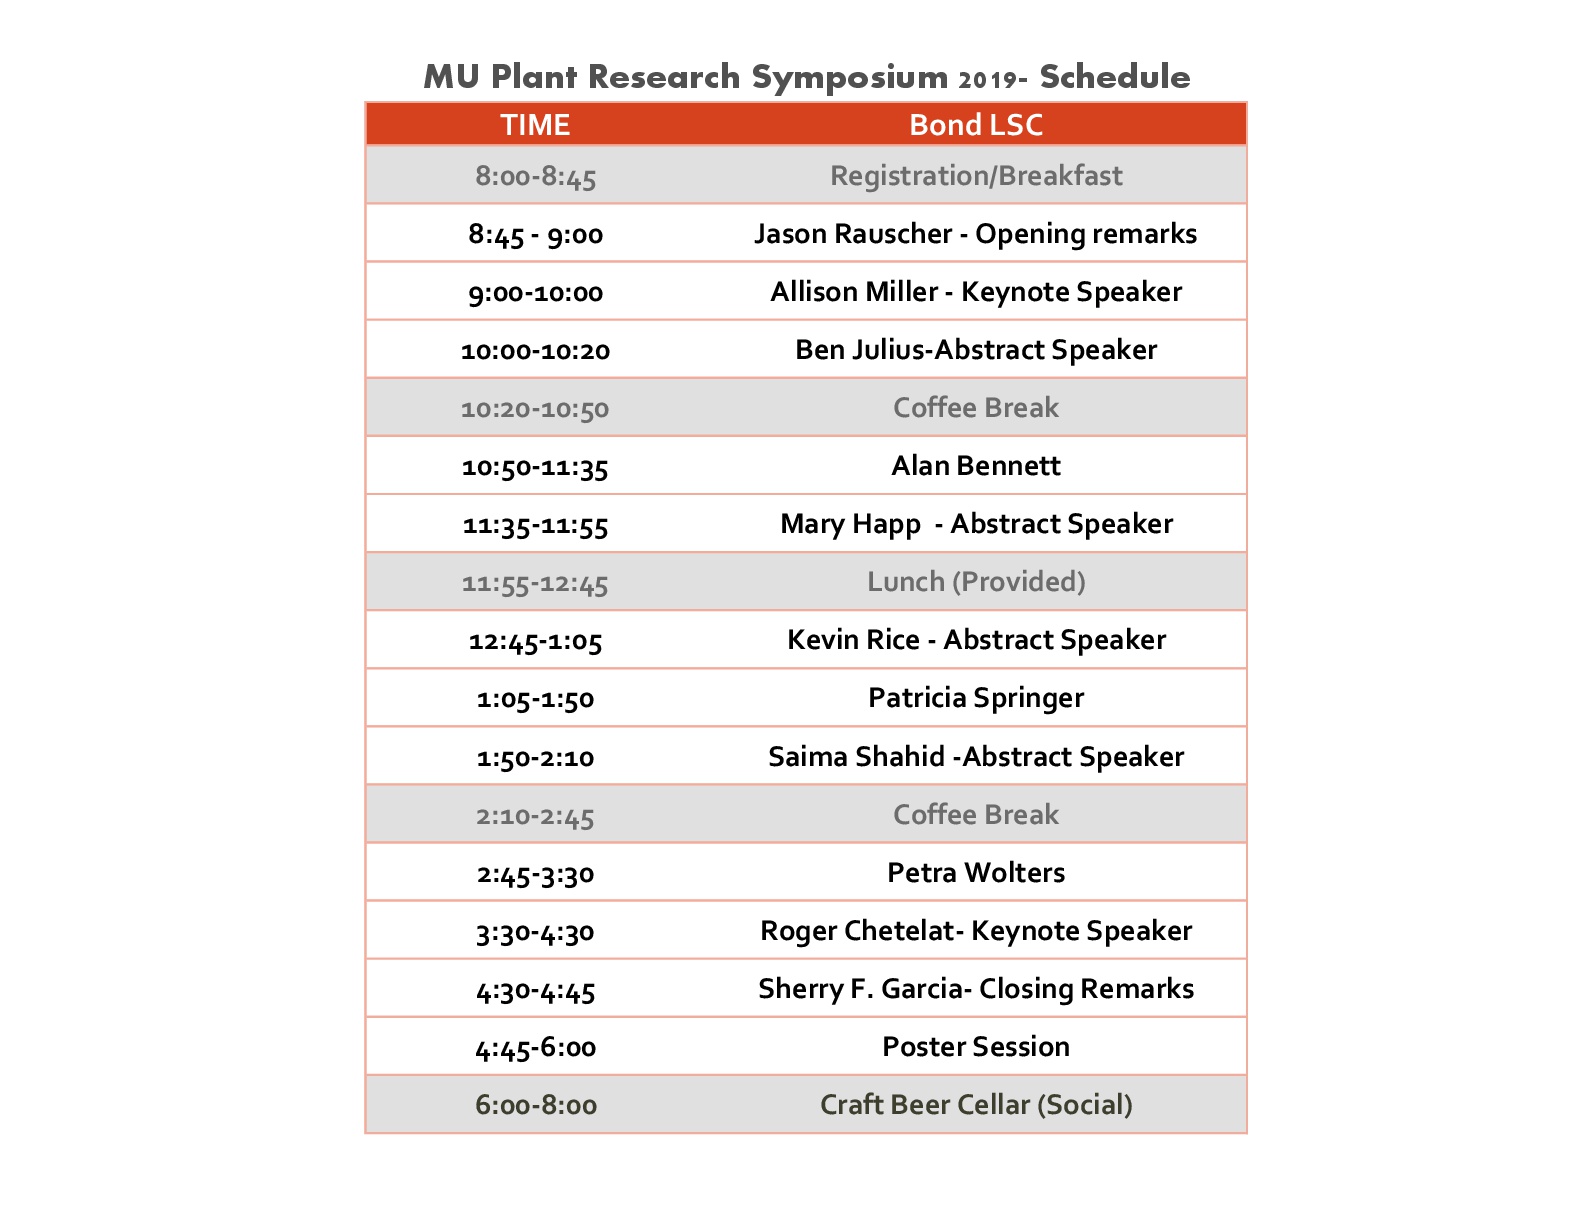 MU Plant Research Symposium 2019- Schedule
TIME Bond LSC
8:00-8:45 Registration/Breakfast
8:45 - 9:00 Jason Rauscher - Opening remarks
9:00-10:00 Allison Miller - Keynote Speaker
10:00-10:20 Ben Julius-Abstract Speaker
10:20-10:50 Coffee Break
10:50-11:35 Alan Bennett
11:35-11:55 Mary Happ  - Abstract Speaker
11:55-12:45 Lunch (Provided)
12:45-1:05 Kevin Rice - Abstract Speaker
1:05-1:50 Patricia Springer
1:50-2:10 Saima Shahid -Abstract Speaker
2:10-2:45 Coffee Break
2:45-3:30 Petra Wolters
3:30-4:30 Roger Chetelat- Keynote Speaker
4:30-4:45 Sherry F. Garcia- Closing Remarks
4:45-6:00 Poster Session
6:00-8:00 Craft Beer Cellar (Social)